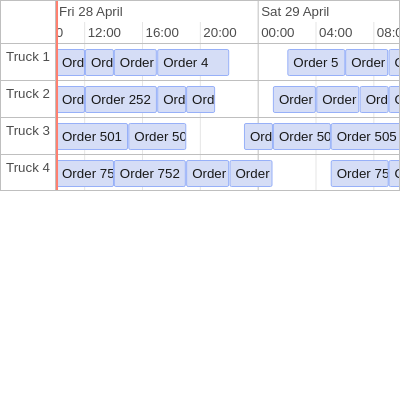 Fri 28 April Sat 29 April
0 12:00 16:00 20:00 00:00 04:00 08:0
Truck 1 Ord Ord Order Order 4 Order 5 Order
Truck 2 Ord Order 252 Ord Ord Order Order Ord
Truck 3 Order 501 Order 50 Ord Order 50 Order 505
Truck 4 Order 75 Order 752 Order Order Order 75